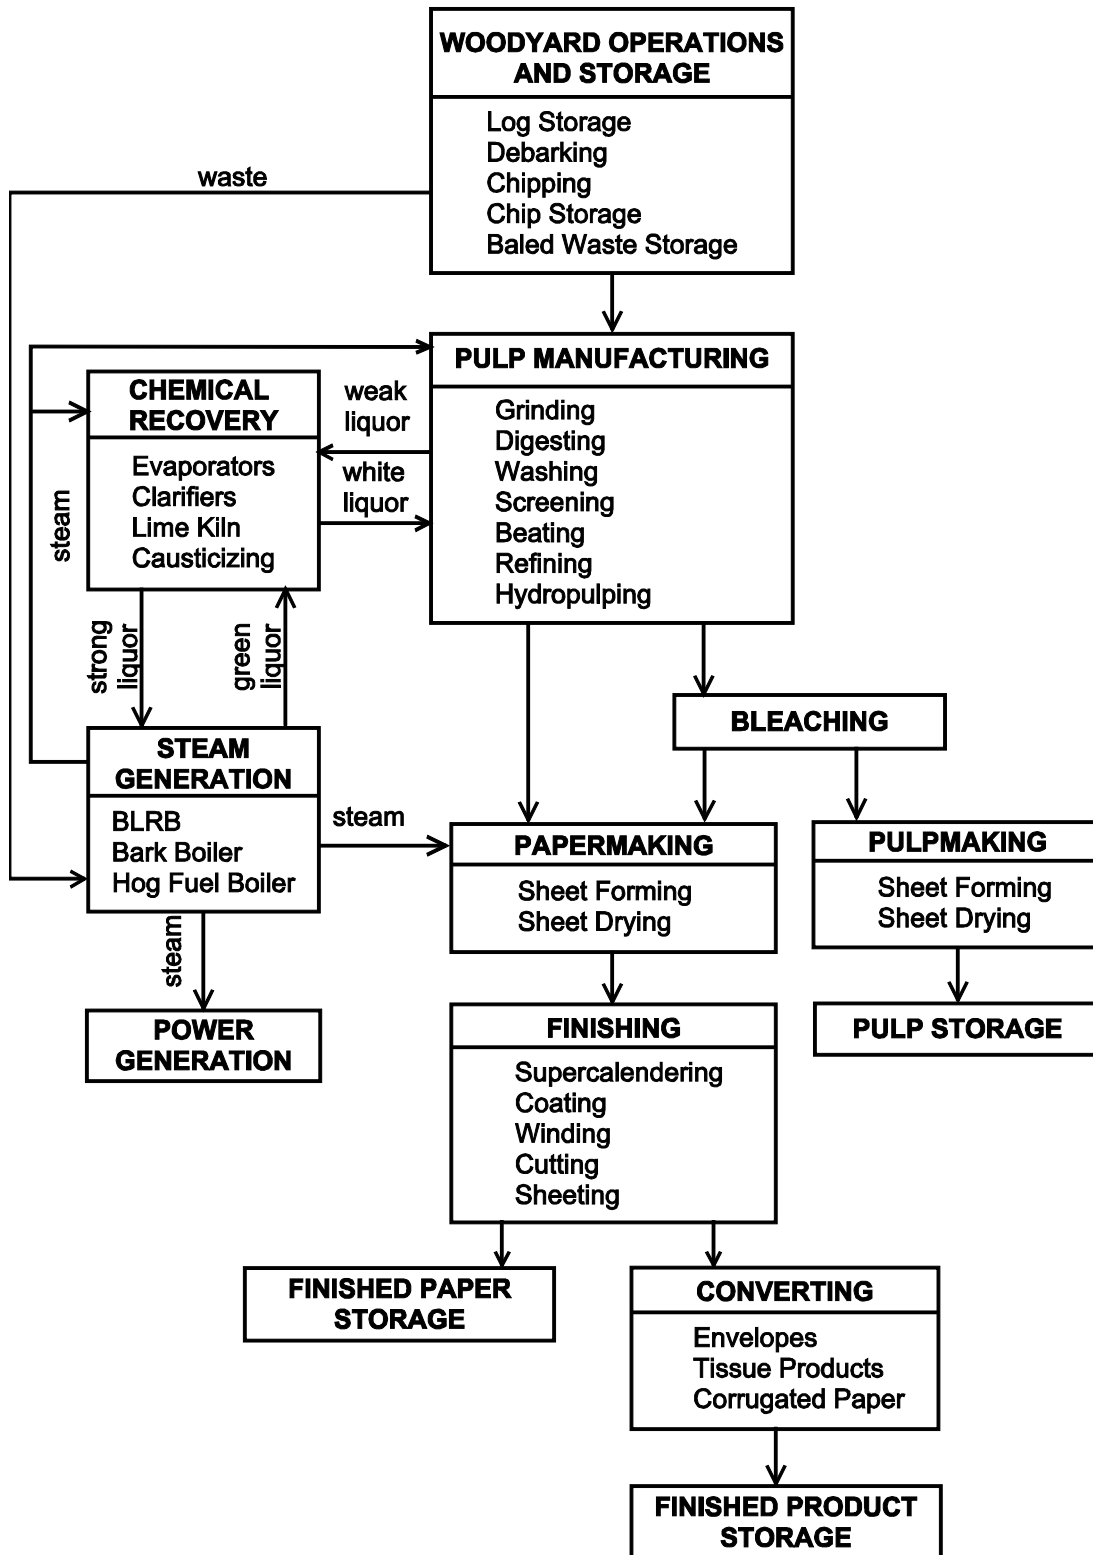 WOODYARD OPERATIONS
AND STORAGE
Log Storage
Debarking
Chipping
Chip Storage
Baled Waste Storage
waste
PULP MANUFACTURING
Grinding
Digesting
Washing
Screening
Beating
Refining
Hydropulping
CHEMICAL
RECOVERY
Evaporators
Clarifiers
Lime Kiln
Causticizing
weak
liquor
white
liquor
steam
strong
liquor
green
liquor
BLEACHING
STEAM
GENERATION
BLRB
Bark Boiler
Hog Fuel Boiler
steam
PAPERMAKING
Sheet Forming
Sheet Drying
PULPMAKING
Sheet Forming
Sheet Drying
steam
POWER
GENERATION
FINISHING
Supercalendering
Coating
Winding
Cutting
Sheeting
PULP STORAGE
FINISHED PAPER
STORAGE
CONVERTING
Envelopes
Tissue Products
Corrugated Paper
FINISHED PRODUCT
STORAGE